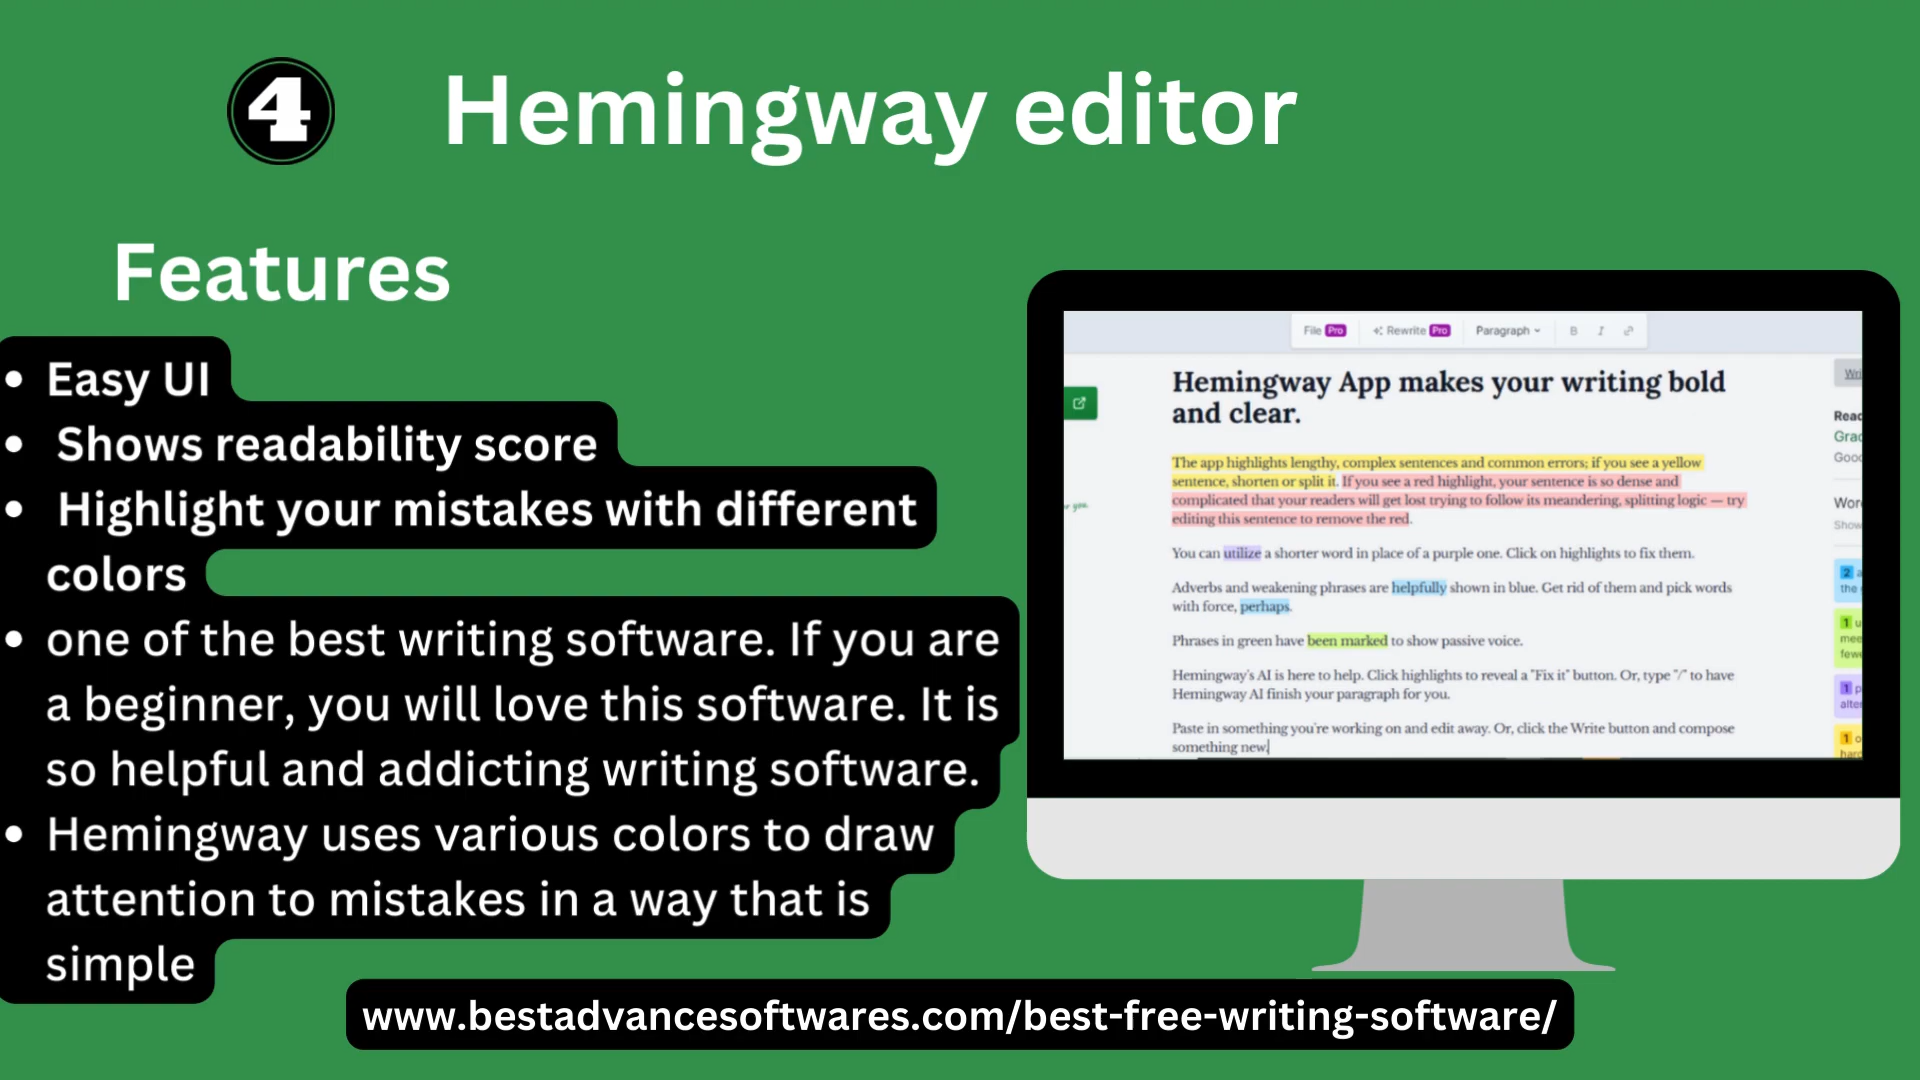 4
Hemingway editor
Features
• Easy UI
• Shows readability score
• Highlight your mistakes with different
colors
• one of the best writing software. If you are
a beginner, you will love this software. It is
so helpful and addicting writing software.
• Hemingway uses various colors to draw
attention to mistakes in a way that is
simple
File Pro Rewrite Pro Paragraph B I
Hemingway App makes your writing bold
and clear.
The app highlights lengthy, complex sentences and common errors; if you see a yellow
sentence, shorten or split it. If you see a red highlight, your sentence is so dense and
complicated that your readers will get lost trying to follow its meandering, splitting logic — try
editing this sentence to remove the red.
You can utilize a shorter word in place of a purple one. Click on highlights to fix them.
Adverbs and weakening phrases are helpfully shown in blue. Get rid of them and pick words
with force, perhaps.
Phrases in green have been marked to show passive voice.
Hemingway's AI is here to help. Click highlights to reveal a "Fix it" button. Or, type "/" to have
Hemingway AI finish your paragraph for you.
Paste in something you're working on and edit away. Or, click the Write button and compose
something new.
you.
2
the
1
1
1
www.bestadvancesoftwares.com/best-free-writing-software/